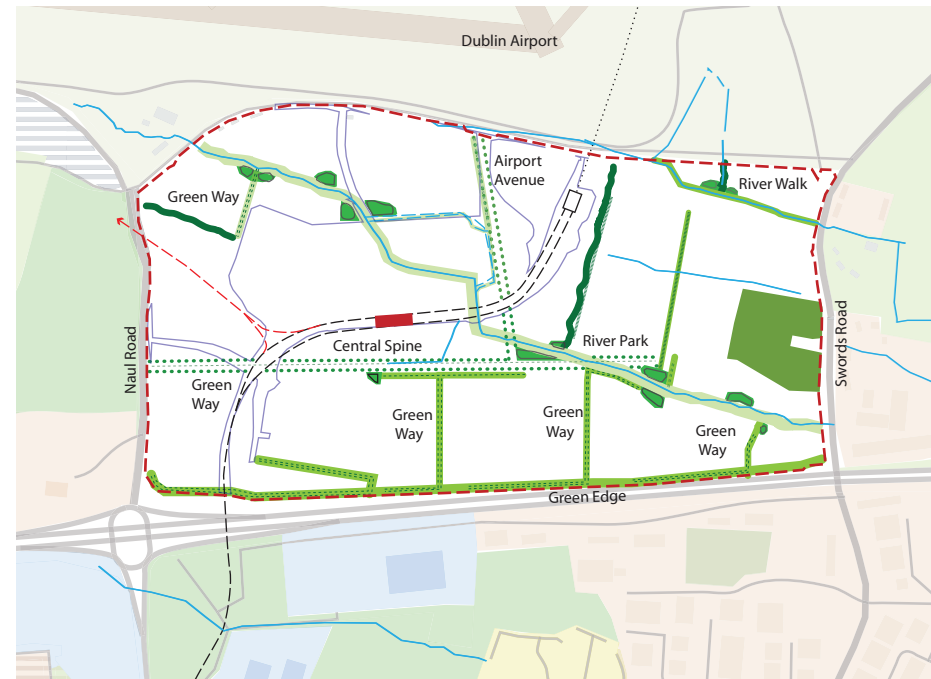 Dublin Airport
Airport
Avenue
River Walk
Green Way
Naul Road
Central Spine
River Park
Swords Road
Green
Way
Green
Way
Green
Way
Green
Way
Green Edge